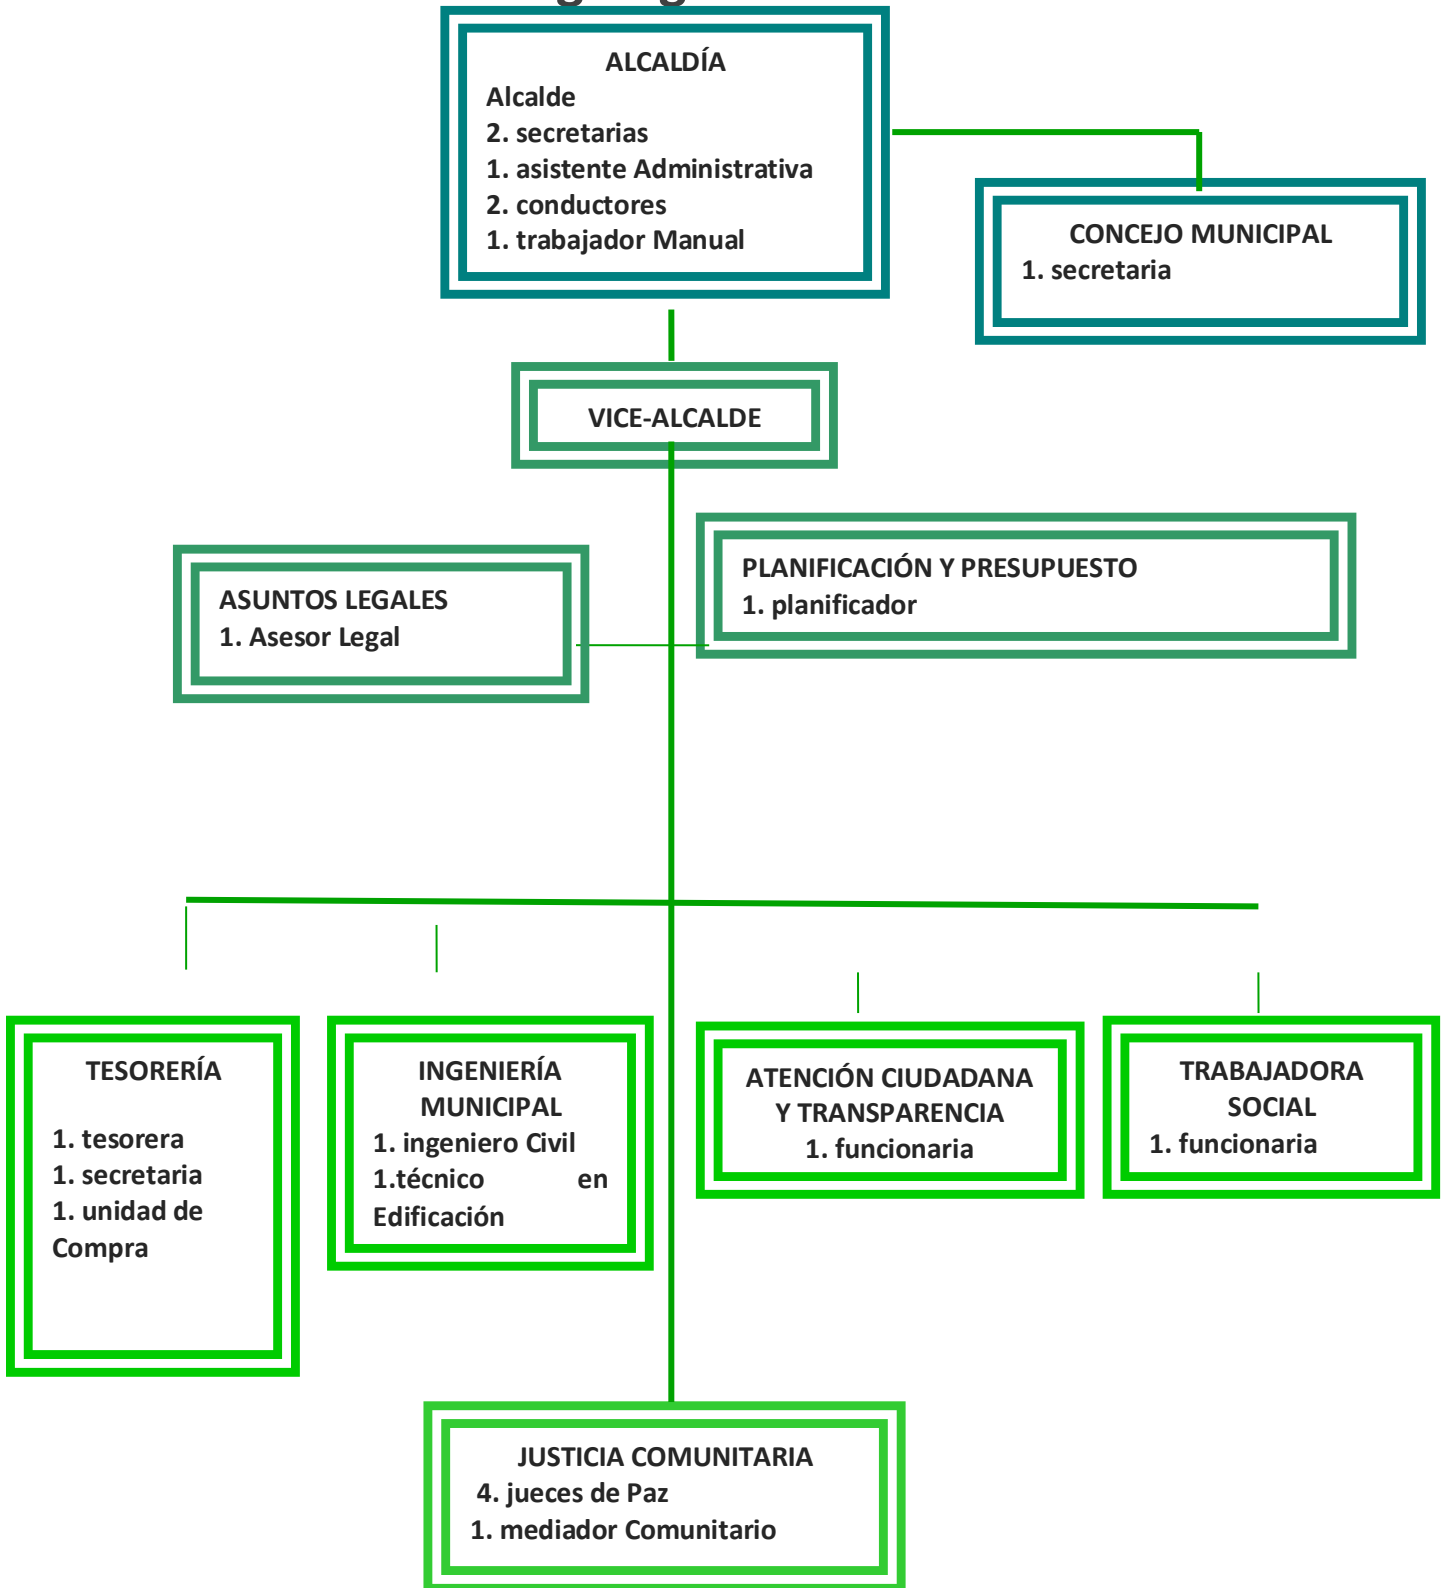 ALCALDÍA
Alcalde
2. secretarias
1. asistente Administrativa
2. conductores
1. trabajador Manual
CONCEJO MUNICIPAL
1. secretaria
VICE-ALCALDE
ASUNTOS LEGALES
1. Asesor Legal
PLANIFICACIÓN Y PRESUPUESTO
1. planificador
TESORERÍA
1. tesorera
1. secretaria
1. unidad de
Compra
INGENIERÍA
MUNICIPAL
1. ingeniero Civil
1.técnico en
Edificación
ATENCIÓN CIUDADANA
Y TRANSPARENCIA
1. funcionaria
TRABAJADORA
SOCIAL
1. funcionaria
JUSTICIA COMUNITARIA
4. jueces de Paz
1. mediador Comunitario